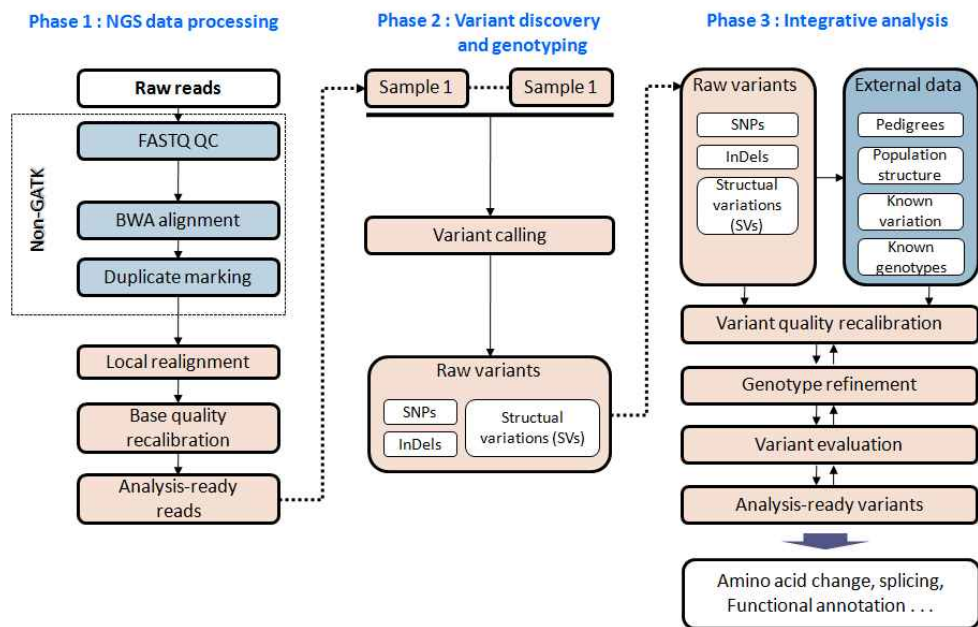 Phase 1 : NGS data processing
Raw reads
Non-GATK
FASTQ QC
BWA alignment
Duplicate marking
Local realignment
Base quality
recalibration
Analysis-ready
reads
Phase 2 : Variant discovery
and genotyping
Sample 1
Sample 1
Variant calling
Raw variants
SNPs
InDels
Structual
variations (SVs)
Phase 3 : Integrative analysis
Raw variants
SNPs
InDels
Structual
variations
(SVs)
External data
Pedigrees
Population
structure
Known
variation
Known
genotypes
Variant quality recalibration
Genotype refinement
Variant evaluation
Analysis-ready variants
Amino acid change, splicing,
Functional annotation . . .